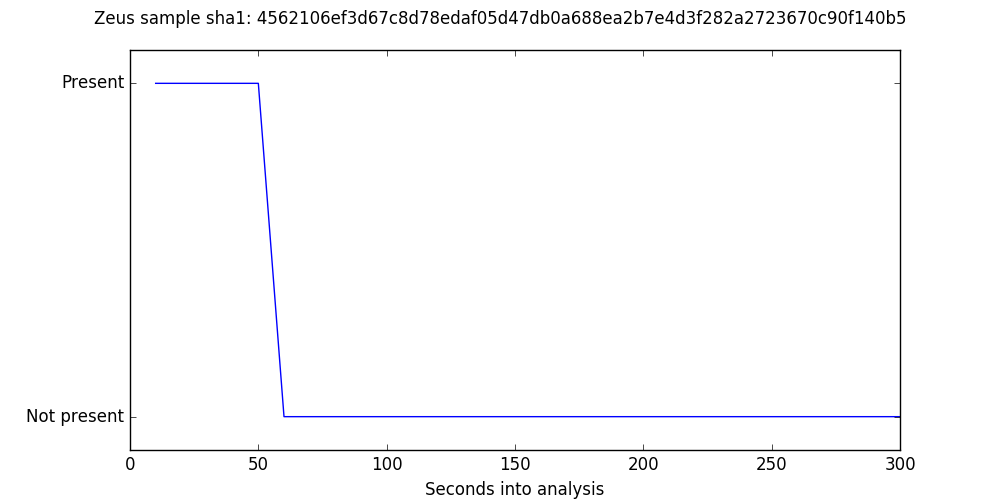 Zeus sample sha1: 4562106ef3d67c8d78edaf05d47db0a688ea2b7e4d3f282a2723670c90f140b5
Present
Not present
0 50 100 150 200 250 300
Seconds into analysis